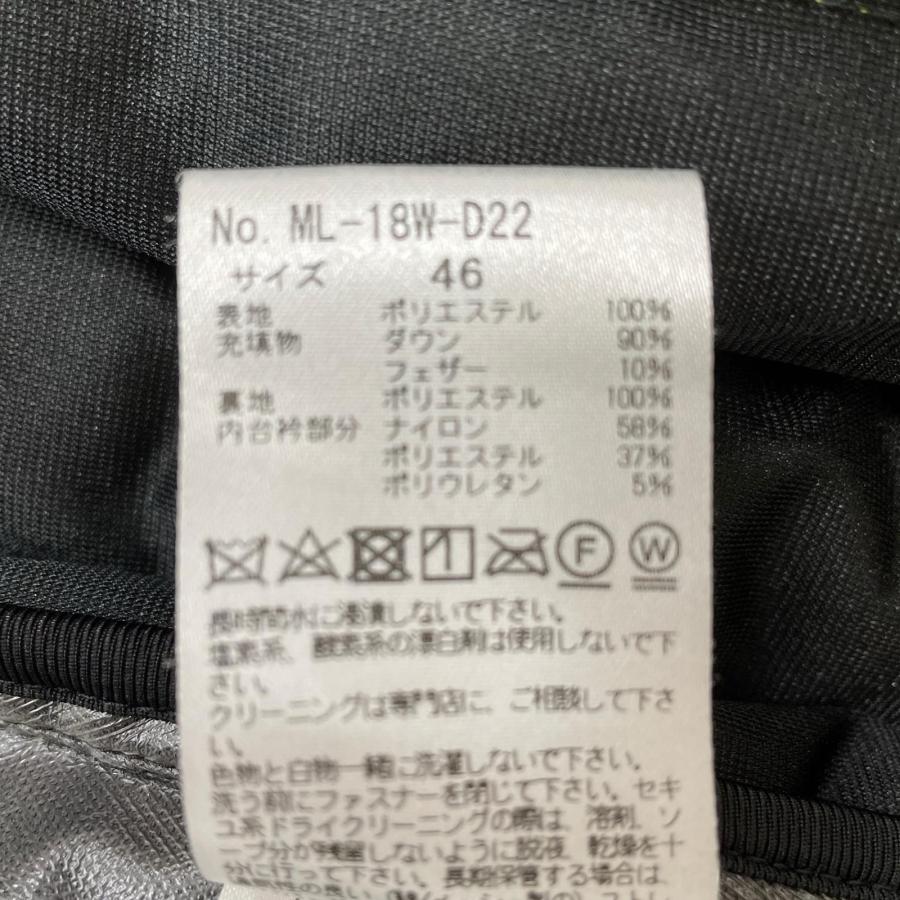 No. ML-18W-D22
サイズ 46
表地 ポリエステル 100%
充填物 ダウン 90%
フェザー 10%
裏地 ポリエステル 100%
内台衿部分 ナイロン 58%
ポリエステル 37%
ポリウレタン 5%
F W
長時間水に浸漬しないで下さい。
塩素系、酸素系の漂白剤は使用しないで下
さい。
クリーニングは専門店に、ご相談して下さ
い。
色物と白物一緒に洗濯しないで下さい。
洗う前にファスナーを閉じて下さい。セキ
ユ系ドライクリーニングの際は、溶剤、ソ
ープ分が残留しないように脱液、乾燥を十
分に行って下さい。長期保管する場合は、